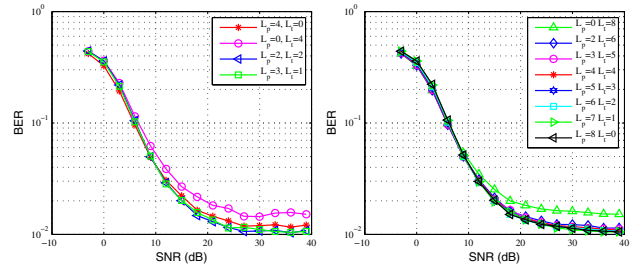 10^0
10^-1
10^-2
BER
-10 0 10 20 30 40
SNR (dB)
L_p=4, L_t=0
L_p=0, L_t=4
L_p=2, L_t=2
L_p=3, L_t=1
10^0
10^-1
10^-2
BER
-10 0 10 20 30 40
SNR (dB)
L_p=0 L_t=8
L_p=2 L_t=6
L_p=3 L_t=5
L_p=4 L_t=4
L_p=5 L_t=3
L_p=6 L_t=2
L_p=7 L_t=1
L_p=8 L_t=0